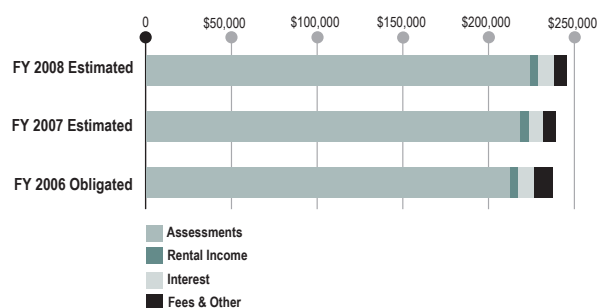 0 $50,000 $100,000 $150,000 $200,000 $250,000
FY 2008 Estimated
FY 2007 Estimated
FY 2006 Obligated
Assessments
Rental Income
Interest
Fees & Other